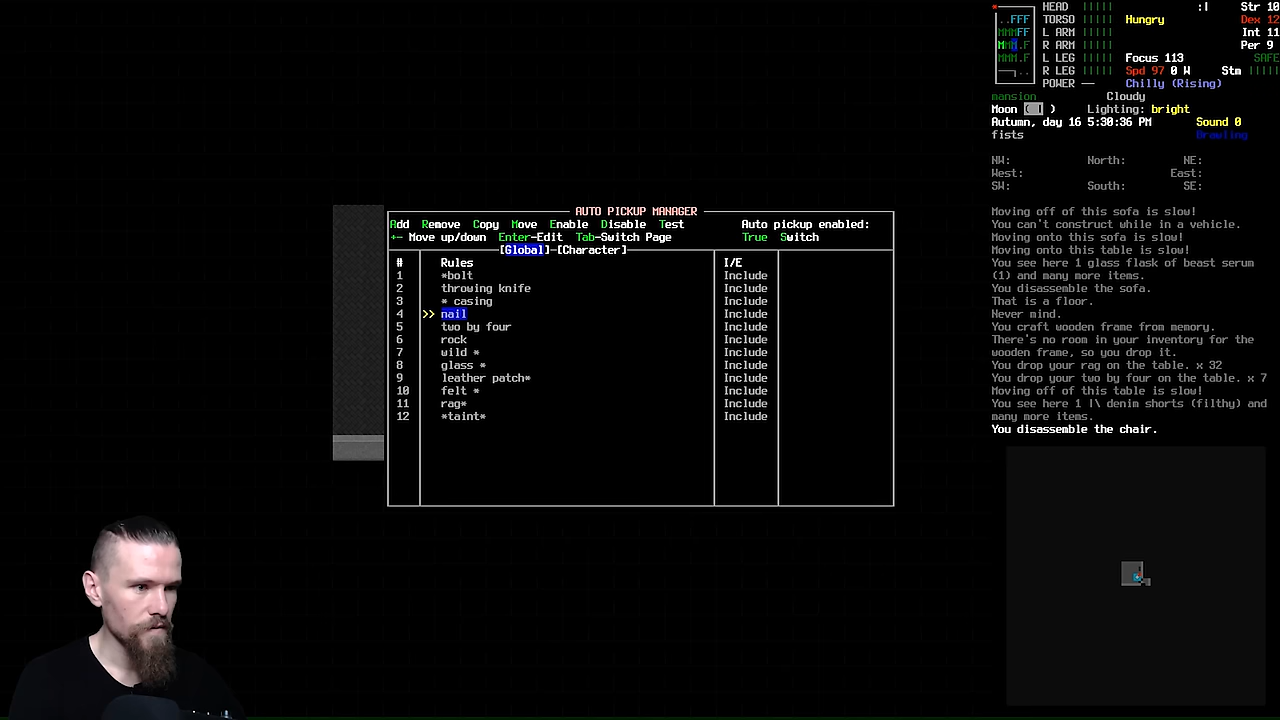 AUTO PICKUP MANAGER
Add Remove Copy Move Enable Disable Test Auto pickup enabled:
+- Move up/down Enter-Edit Tab-Switch Page True Switch
[Global]-[Character]
# Rules I/E
1 *bolt Include
2 throwing knife Include
3 * casing Include
4 >> nail Include
5 two by four Include
6 rock Include
7 wild * Include
8 glass * Include
9 leather patch* Include
10 felt * Include
11 rag* Include
12 *taint* Include
HEAD ||||| :| Str 10
TORSO ||||| Hungry Dex 12
L ARM ||||| Int 11
R ARM ||||| Per 9
L LEG ||||| Focus 113 SAFE
R LEG ||||| Spd 97 0 W Stm |||||
POWER -- Chilly (Rising)
mansion Cloudy
Moon ( | ) Lighting: bright
Autumn, day 16 5:30:36 PM Sound 0
fists Brawling
NW: North: NE:
West: East:
SW: South: SE:
Moving off of this sofa is slow!
You can't construct while in a vehicle.
Moving onto this sofa is slow!
Moving onto this table is slow!
You see here 1 glass flask of beast serum
(1) and many more items.
You disassemble the sofa.
That is a floor.
Never mind.
You craft wooden frame from memory.
There's no room in your inventory for the
wooden frame, so you drop it.
You drop your rag on the table. x 32
You drop your two by four on the table. x 7
Moving off of this table is slow!
You see here 1 |\ denim shorts (filthy) and
many more items.
You disassemble the chair.